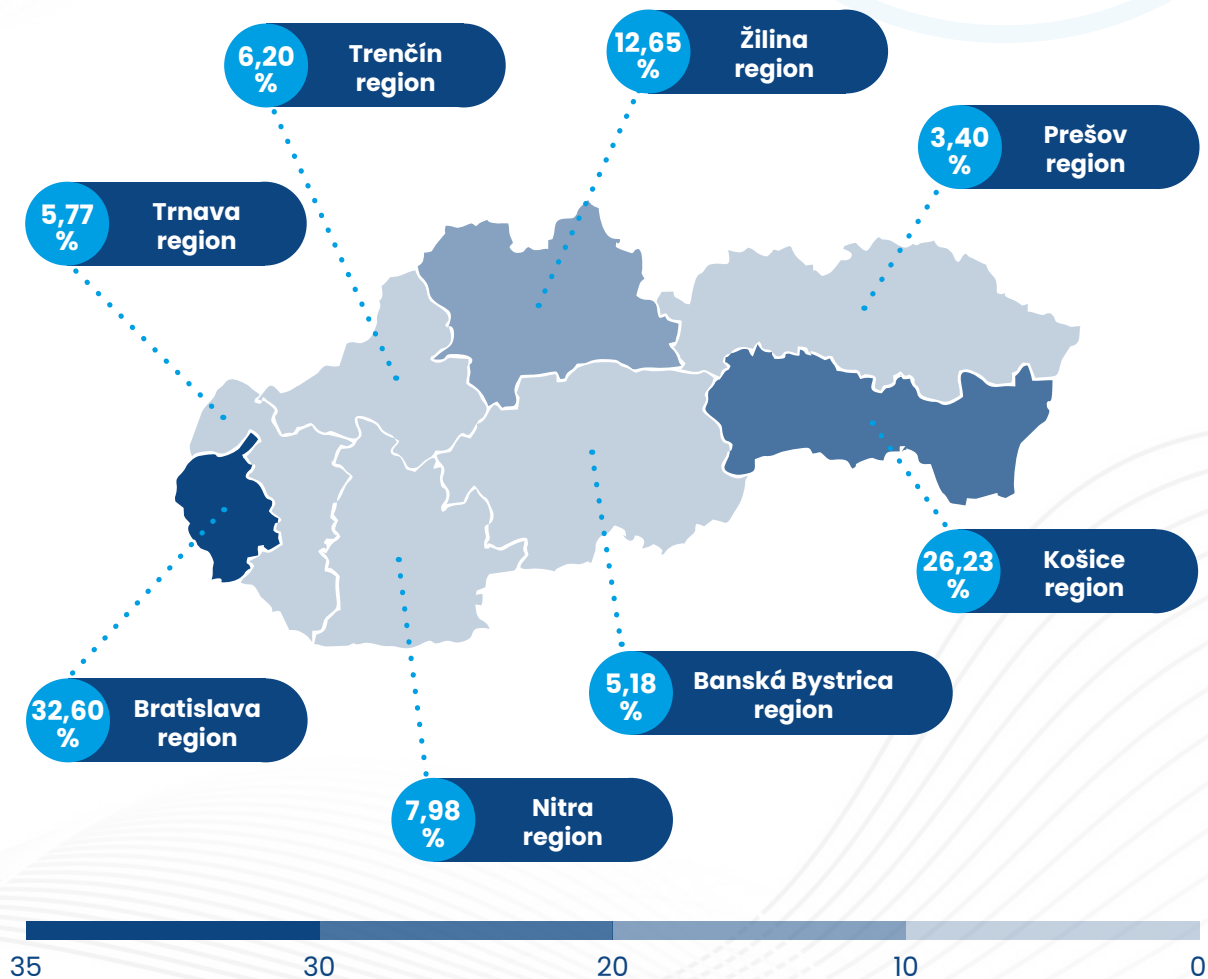 6,20
%
Trenčín
region
12,65
%
Žilina
region
3,40
%
Prešov
region
5,77
%
Trnava
region
26,23
%
Košice
region
5,18
%
Banská Bystrica
region
32,60
%
Bratislava
region
7,98
%
Nitra
region
35 30 20 10 0